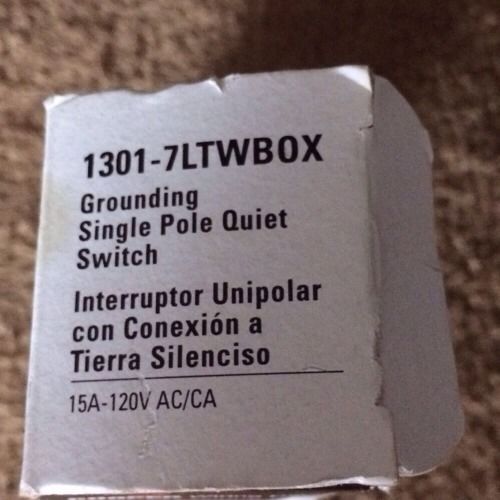 1301-7LTWBOX
Grounding
Single Pole Quiet
Switch
Interruptor Unipolar
con Conexión a
Tierra Silenciso
15A-120V AC/CA